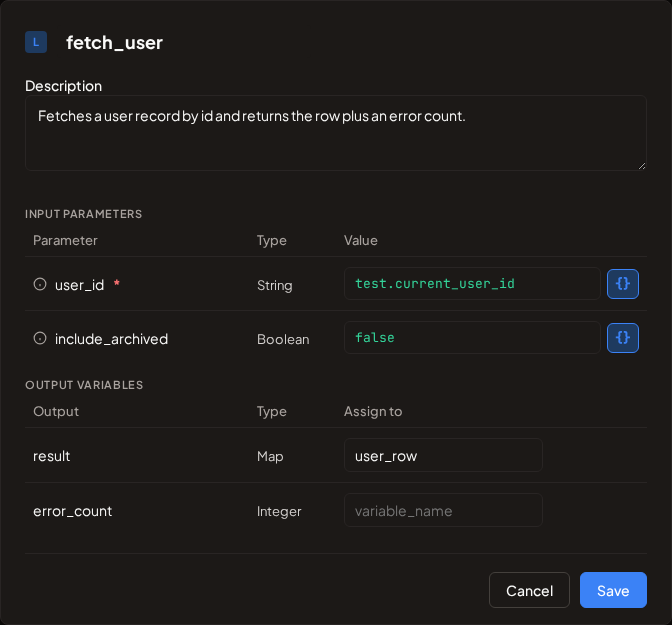 L fetch_user
Description
Fetches a user record by id and returns the row plus an error count.
INPUT PARAMETERS
Parameter Type Value
user_id * String test.current_user_id {}
include_archived Boolean false {}
OUTPUT VARIABLES
Output Type Assign to
result Map user_row
error_count Integer variable_name
Cancel Save